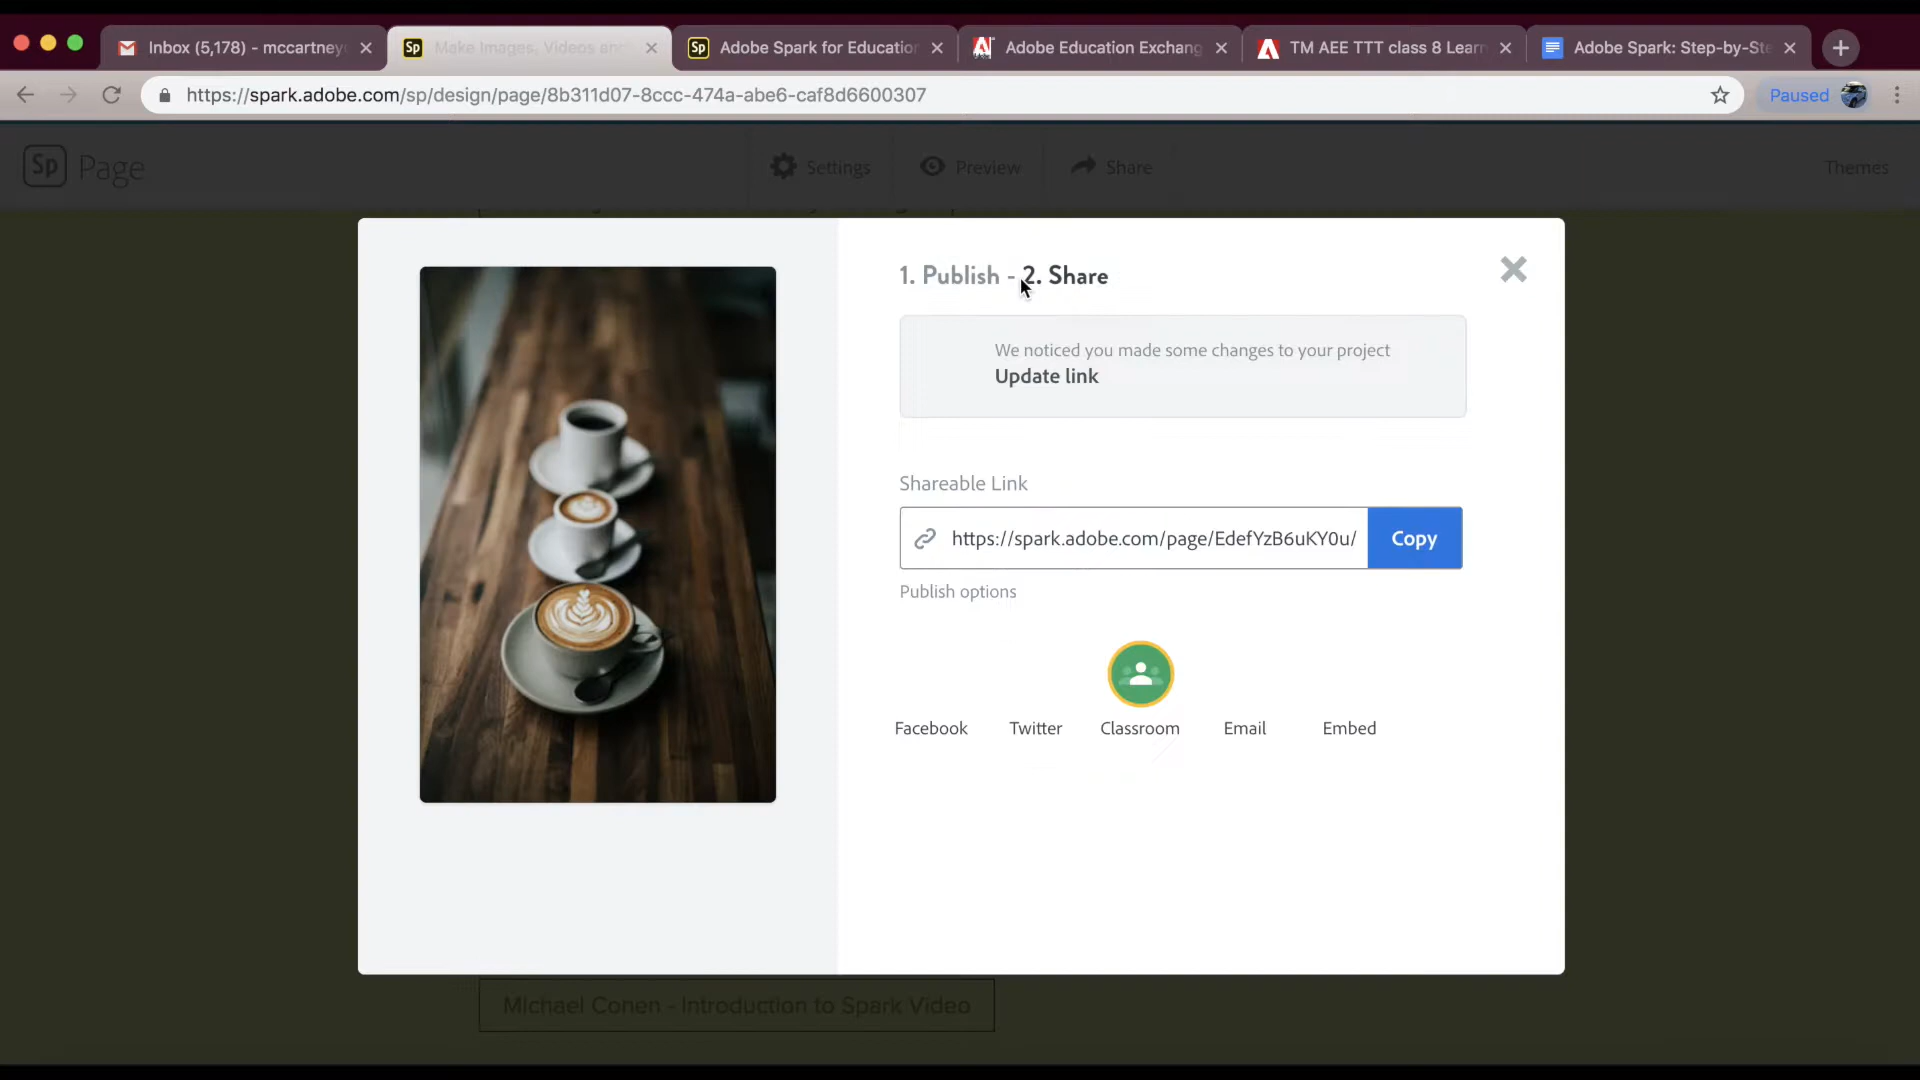 Inbox (5,178) - mccartney
Sp Make Images, Videos and
Sp Adobe Spark for Education
Adobe Education Exchang
TM AEE TTT class 8 Learn
Adobe Spark: Step-by-Ste
https://spark.adobe.com/sp/design/page/8b311d07-8ccc-474a-abe6-caf8d6600307
Paused
Sp Page
Settings
Preview
Share
Themes
1. Publish - 2. Share
We noticed you made some changes to your project
Update link
Shareable Link
https://spark.adobe.com/page/EdefYzB6uKY0u/
Copy
Publish options
Facebook
Twitter
Classroom
Email
Embed
Michael Cohen - Introduction to Spark Video